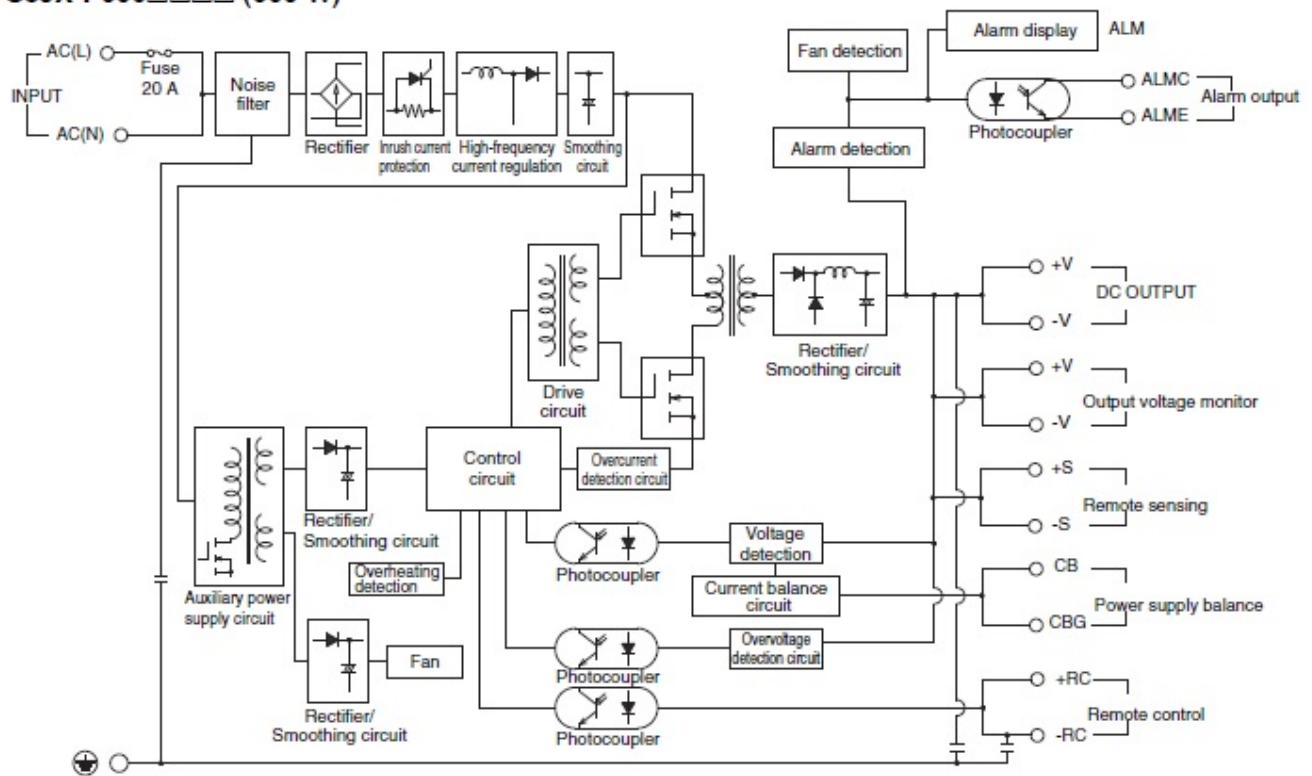 AC(L)
Fuse
20 A
INPUT
AC(N)
Noise
filter
Rectifier
Inrush current
protection
High-frequency
current regulation
Smoothing
circuit
Fan detection
Alarm display
ALM
ALMC
ALME
Alarm output
Photocoupler
Alarm detection
Drive
circuit
Rectifier/
Smoothing circuit
+V
-V
DC OUTPUT
+V
-V
Output voltage monitor
+S
-S
Remote sensing
CB
CBG
Power supply balance
+RC
-RC
Remote control
Control
circuit
Overcurrent
detection circuit
Rectifier/
Smoothing circuit
Overheating
detection
Auxiliary power
supply circuit
Photocoupler
Voltage
detection
Current balance
circuit
Photocoupler
Overvoltage
detection circuit
Photocoupler
Fan
Rectifier/
Smoothing circuit